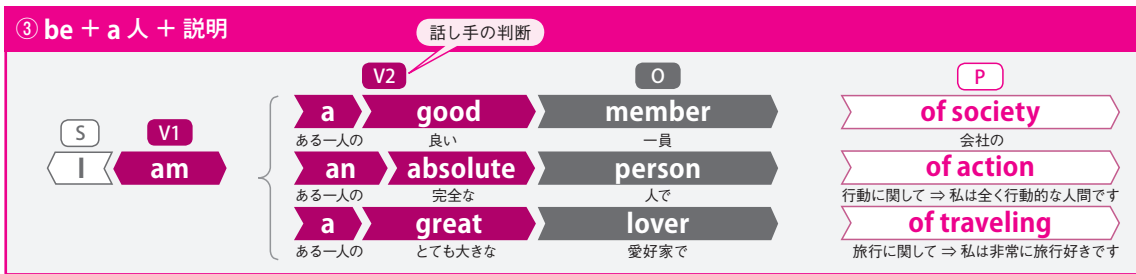 ③ be + a 人 + 説明
話し手の判断
V2 O P
S V1
a good member of society
ある一人の 良い 一員 会社の
I am an absolute person of action
ある一人の 完全な 人で 行動に関して ⇒ 私は全く行動的な人間です
a great lover of traveling
ある一人の とても大きな 愛好家で 旅行に関して ⇒ 私は非常に旅行好きです